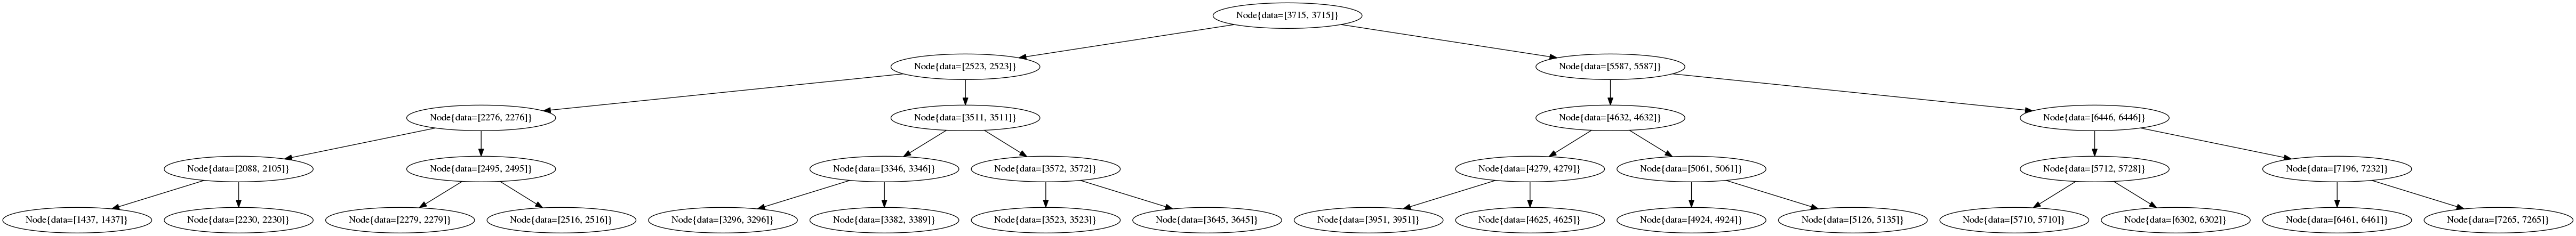 Node{data=[3715, 3715]}
Node{data=[2523, 2523]}
Node{data=[5587, 5587]}
Node{data=[2276, 2276]}
Node{data=[3511, 3511]}
Node{data=[4632, 4632]}
Node{data=[6446, 6446]}
Node{data=[2088, 2105]}
Node{data=[2495, 2495]}
Node{data=[3346, 3346]}
Node{data=[3572, 3572]}
Node{data=[4279, 4279]}
Node{data=[5061, 5061]}
Node{data=[5712, 5728]}
Node{data=[7196, 7232]}
Node{data=[1437, 1437]}
Node{data=[2230, 2230]}
Node{data=[2279, 2279]}
Node{data=[2516, 2516]}
Node{data=[3296, 3296]}
Node{data=[3382, 3389]}
Node{data=[3523, 3523]}
Node{data=[3645, 3645]}
Node{data=[3951, 3951]}
Node{data=[4625, 4625]}
Node{data=[4924, 4924]}
Node{data=[5126, 5135]}
Node{data=[5710, 5710]}
Node{data=[6302, 6302]}
Node{data=[6461, 6461]}
Node{data=[7265, 7265]}